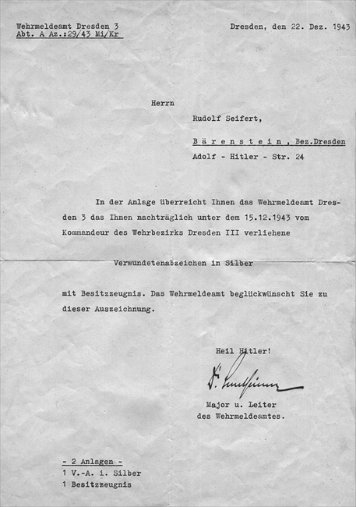 Wehrmeldeamt Dresden 3
Abt. A Az.:29/43 Mi/Kr
Dresden, den 22. Dez. 1943
Herrn
Rudolf Seifert,
B ä r e n s t e i n , Bez.Dresden
Adolf - Hitler - Str. 24
In der Anlage überreicht Ihnen das Wehrmeldeamt Dres-
den 3 das Ihnen nachträglich unter dem 15.12.1943 vom
Kommandeur des Wehrbezirks Dresden III verliehene
Verwundetenabzeichen in Silber
mit Besitzzeugnis. Das Wehrmeldeamt beglückwünscht Sie zu
dieser Auszeichnung.
Heil Hitler!
Major u. Leiter
des Wehrmeldeamtes.
- 2 Anlagen -
1 V.-A. i. Silber
1 Besitzzeugnis